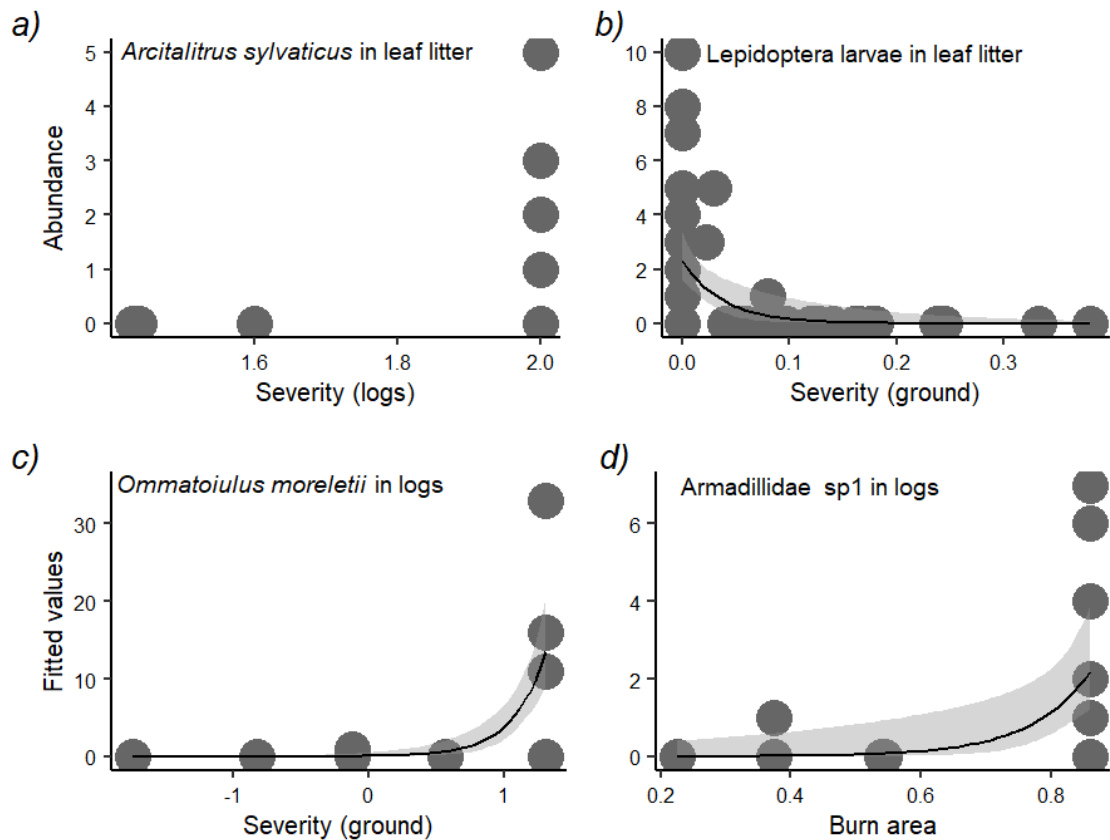 a)
Arcitalitrus sylvaticus in leaf litter
Abundance
5
4
3
2
1
0
1.6
1.8
2.0
Severity (logs)
b)
Lepidoptera larvae in leaf litter
10
8
6
4
2
0
0.0
0.1
0.2
0.3
Severity (ground)
c)
Ommatoiulus moreletii in logs
Fitted values
30
20
10
0
-1
0
1
Severity (ground)
d)
Armadillidae sp1 in logs
6
4
2
0
0.2
0.4
0.6
0.8
Burn area